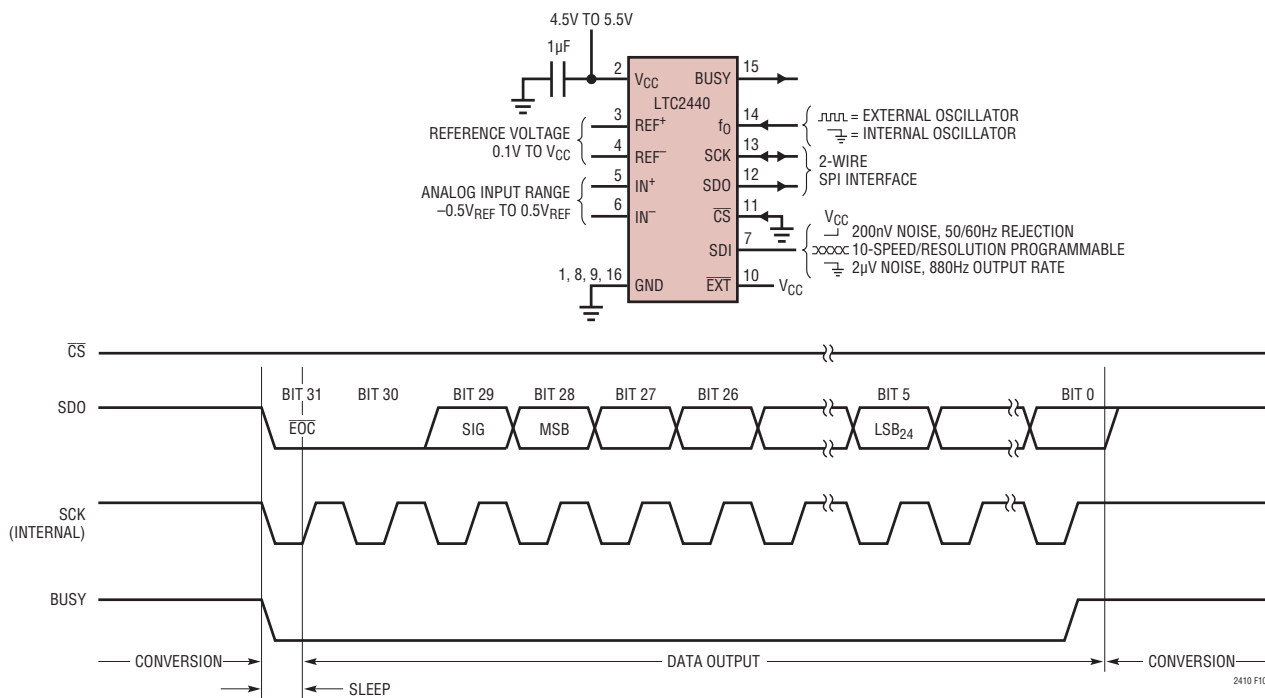 4.5V TO 5.5V
1µF
2
VCC
BUSY
15
LTC2440
REFERENCE VOLTAGE
0.1V TO VCC
3
REF+
4
REF–
fO
14
= EXTERNAL OSCILLATOR
= INTERNAL OSCILLATOR
SCK
13
SDO
12
2-WIRE
SPI INTERFACE
ANALOG INPUT RANGE
–0.5VREF TO 0.5VREF
5
IN+
6
IN–
CS
11
SDI
7
VCC
200nV NOISE, 50/60Hz REJECTION
10-SPEED/RESOLUTION PROGRAMMABLE
2µV NOISE, 880Hz OUTPUT RATE
1, 8, 9, 16
GND
EXT
10
VCC
CS
BIT 31 BIT 30 BIT 29 BIT 28 BIT 27 BIT 26 BIT 5 BIT 0
SDO
EOC SIG MSB LSB24
SCK
(INTERNAL)
BUSY
CONVERSION DATA OUTPUT CONVERSION
SLEEP
2410 F10